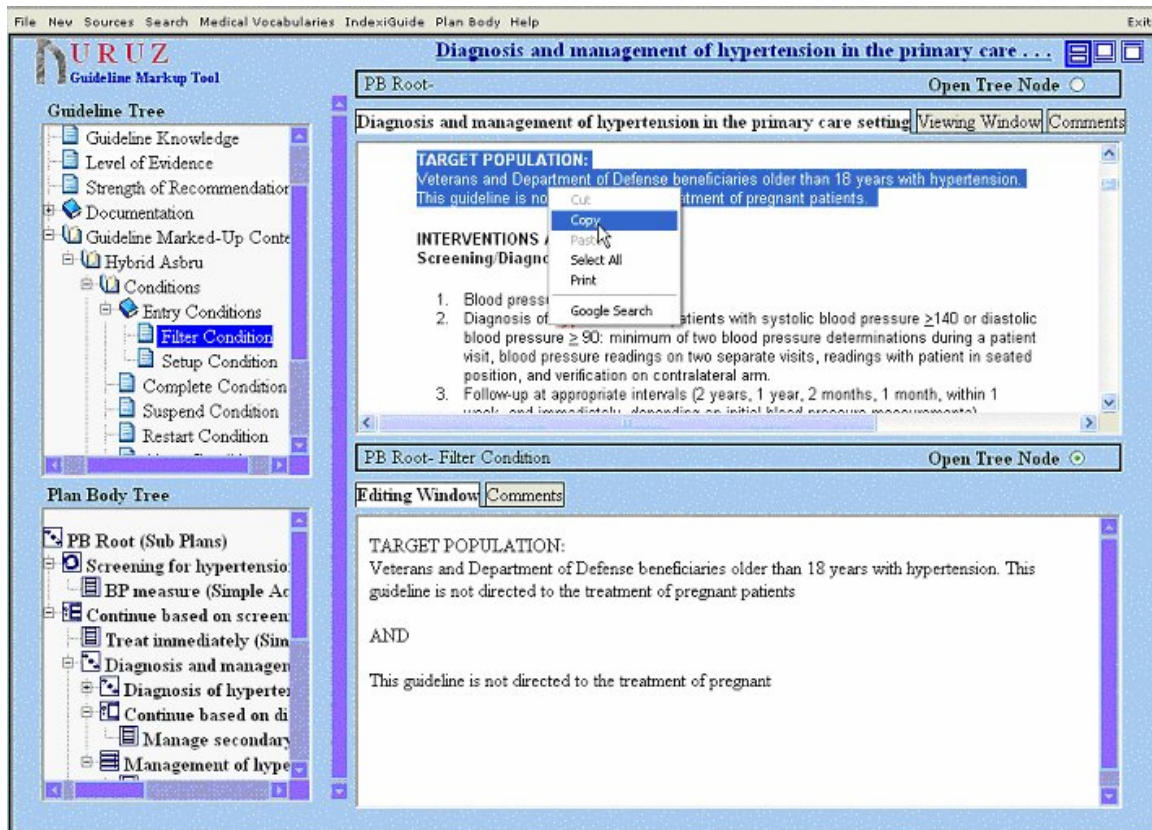 File New Sources Search Medical Vocabularies IndexiGuide Plan Body Help Exit
URUZ
Guideline Markup Tool
Diagnosis and management of hypertension in the primary care . . .
PB Root- Open Tree Node
Guideline Tree
Guideline Knowledge
Level of Evidence
Strength of Recommendation
Documentation
Guideline Marked-Up Conte
Hybrid Asbru
Conditions
Entry Conditions
Filter Condition
Setup Condition
Complete Condition
Suspend Condition
Restart Condition
Diagnosis and management of hypertension in the primary care setting Viewing Window Comments
TARGET POPULATION:
Veterans and Department of Defense beneficiaries older than 18 years with hypertension.
This guideline is no atment of pregnant patients.
INTERVENTIONS
Screening/Diagno
1. Blood press
2. Diagnosis of atients with systolic blood pressure ≥140 or diastolic
blood pressure ≥ 90: minimum of two blood pressure determinations during a patient
visit, blood pressure readings on two separate visits, readings with patient in seated
position, and verification on contralateral arm.
3. Follow-up at appropriate intervals (2 years, 1 year, 2 months, 1 month, within 1
Cut
Copy
Paste
Select All
Print
Google Search
PB Root- Filter Condition Open Tree Node
Plan Body Tree
PB Root (Sub Plans)
Screening for hypertensio
BP measure (Simple Ac
Continue based on screen
Treat immediately (Sim
Diagnosis and managen
Diagnosis of hyperter
Continue based on di
Manage secondary
Management of hype
Editing Window Comments
TARGET POPULATION:
Veterans and Department of Defense beneficiaries older than 18 years with hypertension. This
guideline is not directed to the treatment of pregnant patients
AND
This guideline is not directed to the treatment of pregnant